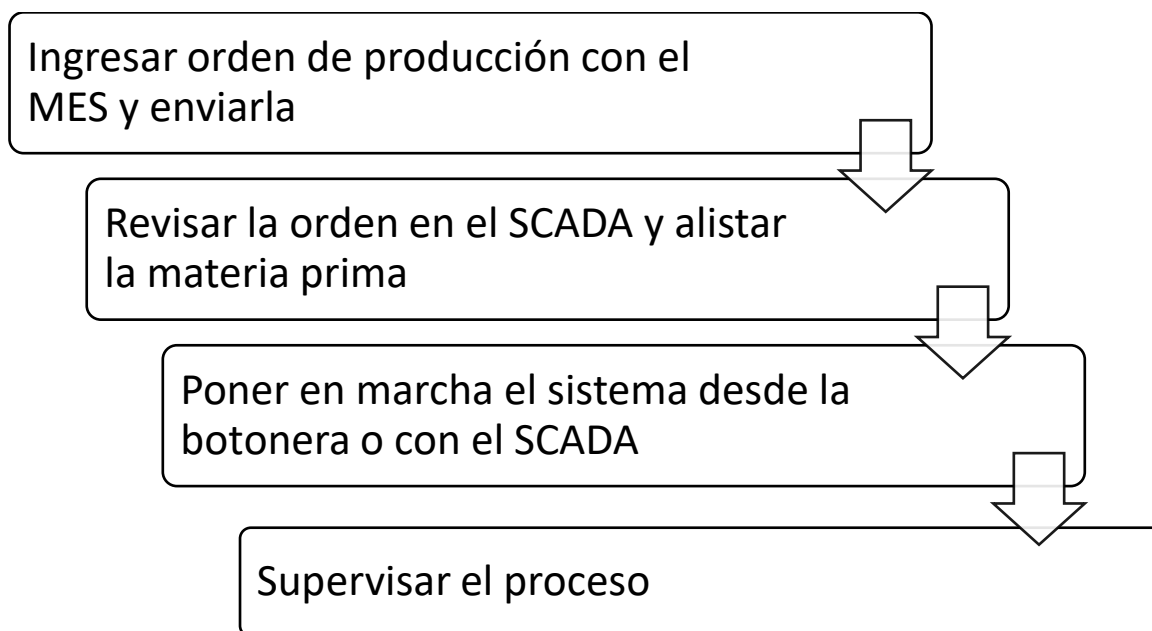 Ingresar orden de producción con el
MES y enviarla
Revisar la orden en el SCADA y alistar
la materia prima
Poner en marcha el sistema desde la
botonera o con el SCADA
Supervisar el proceso